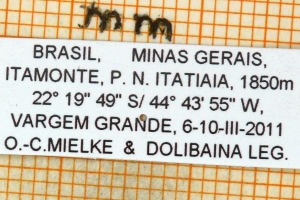 mm
BRASIL, MINAS GERAIS,
ITAMONTE, P. N. ITATIAIA, 1850m
22° 19" 49" S/ 44° 43' 55" W,
VARGEM GRANDE, 6-10-III-2011
O.-C.MIELKE & DOLIBAINA LEG.